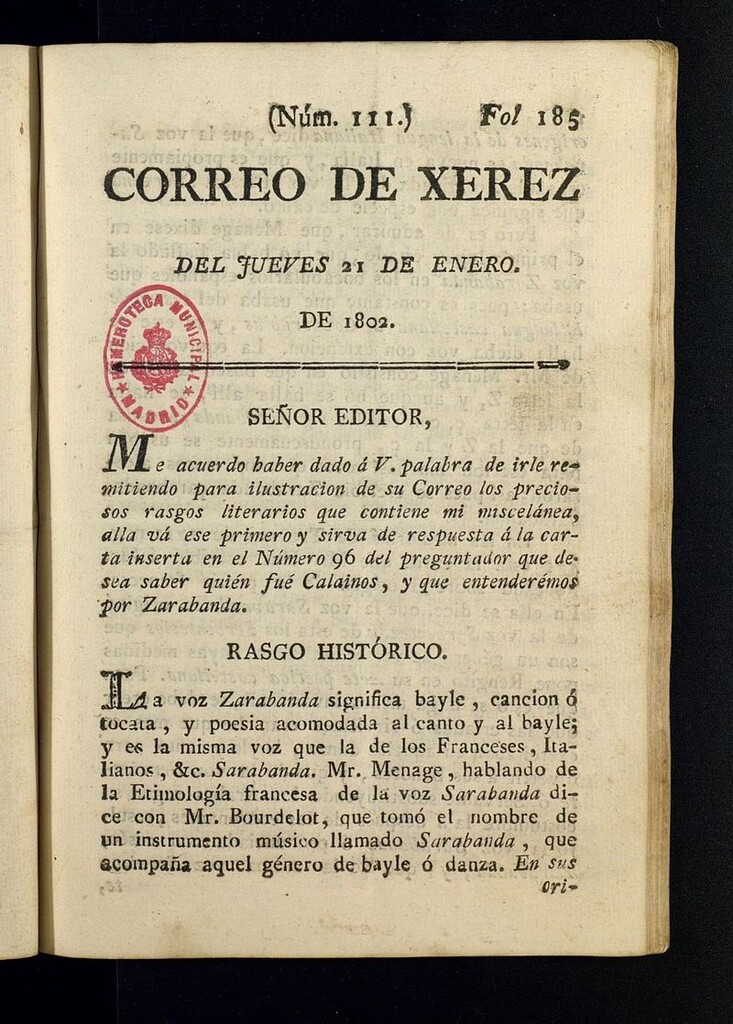 (Núm. 111.) Fol 185
CORREO DE XEREZ
DEL JUEVES 21 DE ENERO.
DE 1802.
HEMEROTECA MUNICIPAL
MADRID
SEÑOR EDITOR,
Me acuerdo haber dado á V. palabra de irle re-
mitiendo para ilustracion de su Correo los precio-
sos rasgos literarios que contiene mi miscelánea,
alla vá ese primero y sirva de respuesta á la car-
ta inserta en el Número 96 del preguntador que de-
sea saber quién fué Calainos, y que entenderémos
por Zarabanda.
RASGO HISTÓRICO.
La voz Zarabanda significa bayle, cancion ó
tocata, y poesia acomodada al canto y al bayle;
y es la misma voz que la de los Franceses, Ita-
lianos, &c. Sarabanda. Mr. Menage, hablando de
la Etimología francesa de la voz Sarabanda di-
ce con Mr. Bourdelot, que tomó el nombre de
un instrumento músico llamado Sarabanda, que
acompaña aquel género de bayle ó danza. En sus
ori-